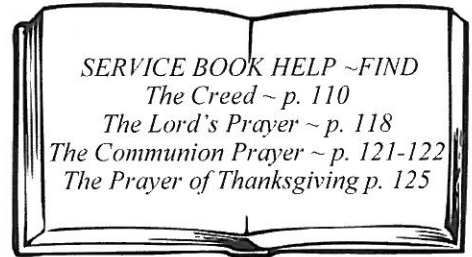 SERVICE BOOK HELP ~FIND
The Creed ~ p. 110
The Lord's Prayer ~ p. 118
The Communion Prayer ~ p. 121-122
The Prayer of Thanksgiving p. 125